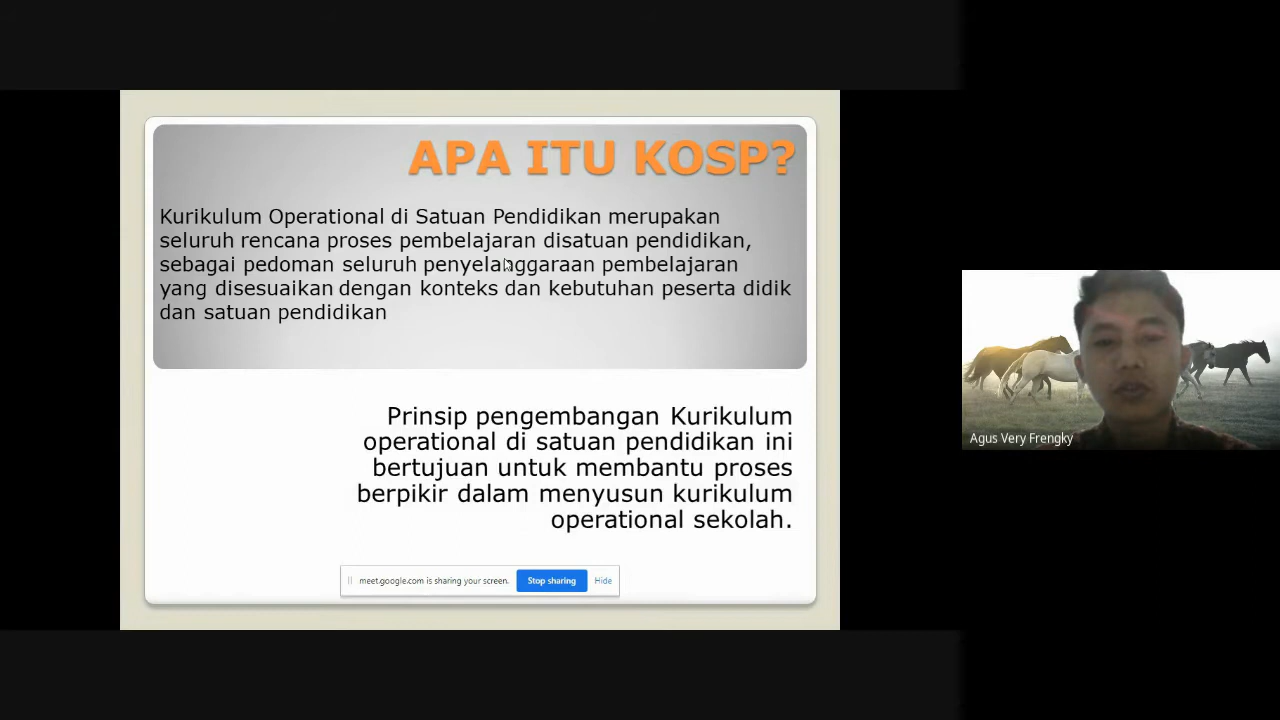 APA ITU KOSP?
Kurikulum Operational di Satuan Pendidikan merupakan
seluruh rencana proses pembelajaran disatuan pendidikan,
sebagai pedoman seluruh penyelanggaraan pembelajaran
yang disesuaikan dengan konteks dan kebutuhan peserta didik
dan satuan pendidikan
Prinsip pengembangan Kurikulum
operational di satuan pendidikan ini
bertujuan untuk membantu proses
berpikir dalam menyusun kurikulum
operational sekolah.
meet.google.com is sharing your screen.
Stop sharing
Hide
Agus Very Frengky